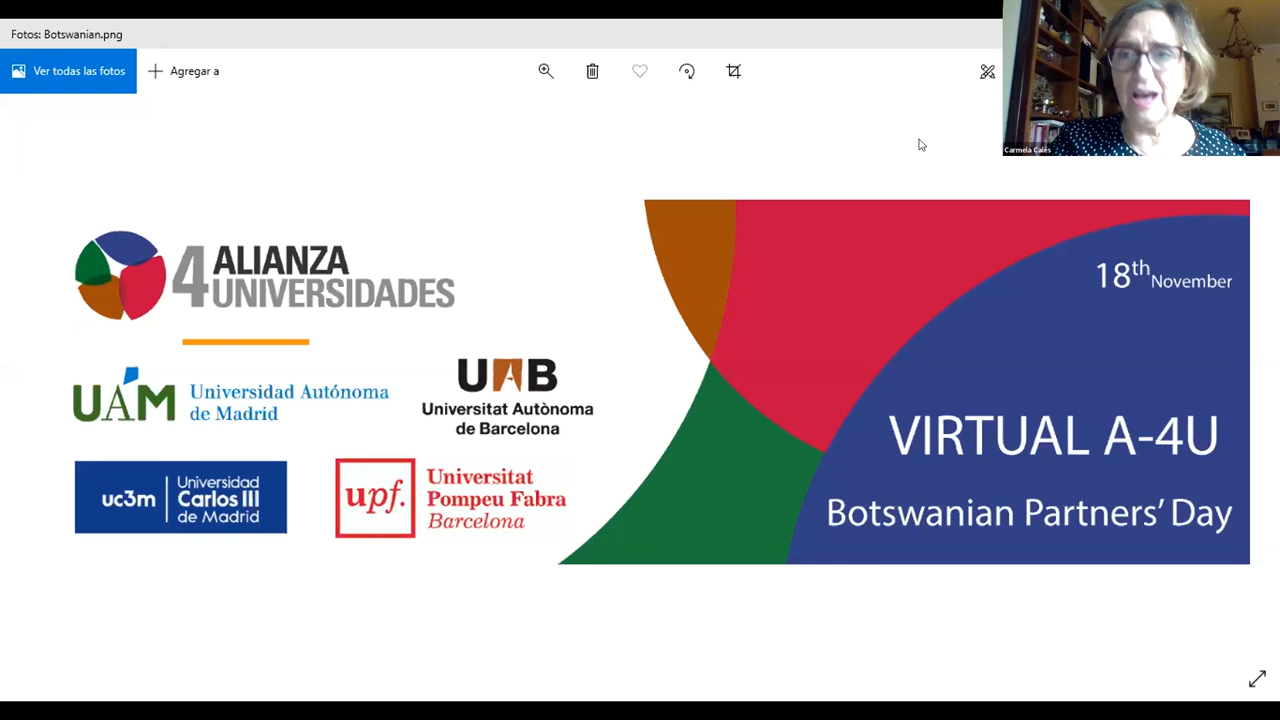 Fotos: Botswanian.png
Ver todas las fotos
Agregar a
Carmela Calés
4 ALIANZA
UNIVERSIDADES
UAM Universidad Autónoma
de Madrid
UAB
Universitat Autònoma
de Barcelona
uc3m Universidad
Carlos III
de Madrid
upf. Universitat
Pompeu Fabra
Barcelona
18th November
VIRTUAL A-4U
Botswanian Partners' Day